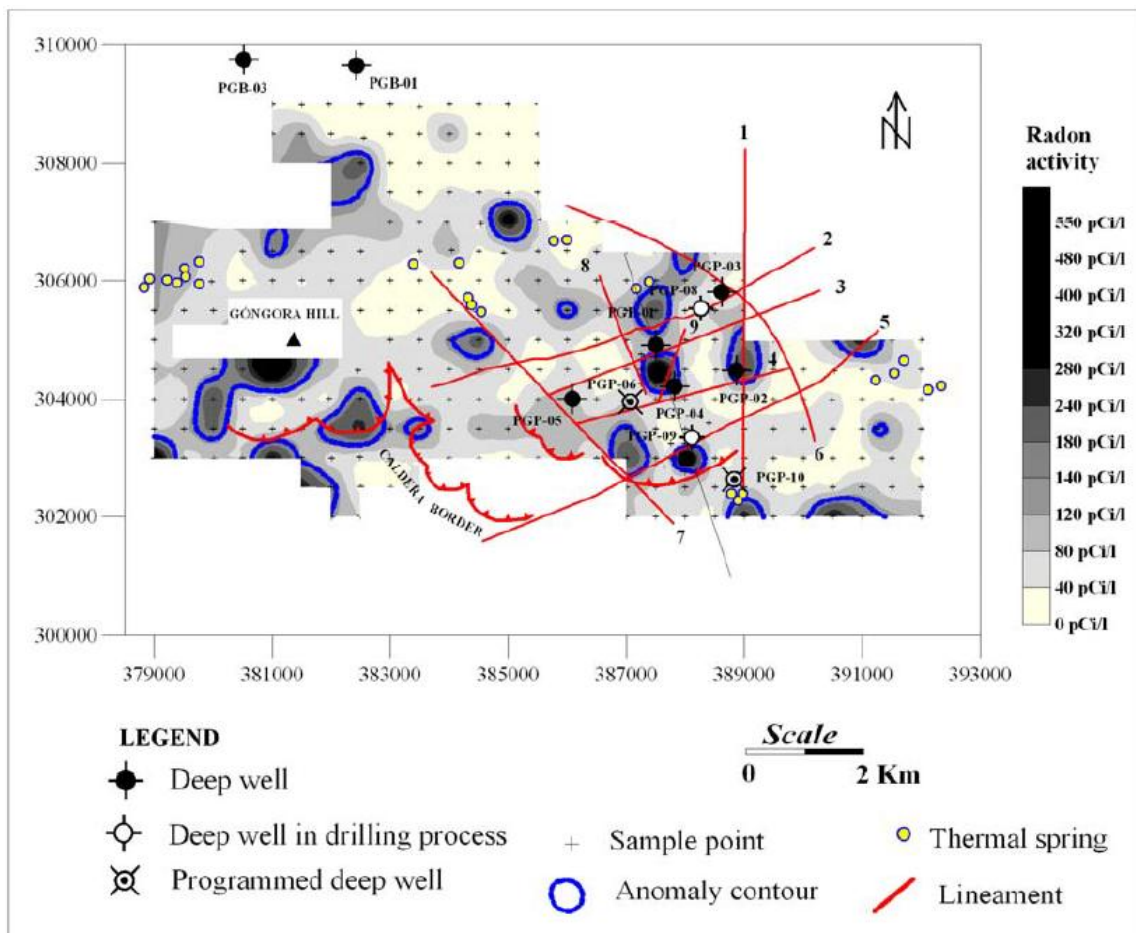 310000
308000
306000
304000
302000
300000
379000
381000
383000
385000
387000
389000
391000
393000
PGB-03
PGB-01
N
1
2
3
5
8
9
4
6
7
PGP-03
PGP-08
PGP-01
GÓNGORA HILL
PGP-06
PGP-05
PGP-04
PGP-02
PGP-09
PGP-10
CALDERA BORDER
Radon
activity
550 pCi/l
480 pCi/l
400 pCi/l
320 pCi/l
280 pCi/l
240 pCi/l
180 pCi/l
140 pCi/l
120 pCi/l
80 pCi/l
40 pCi/l
0 pCi/l
LEGEND
Deep well
Deep well in drilling process
Programmed deep well
Sample point
Anomaly contour
Thermal spring
Lineament
Scale
0 2 Km